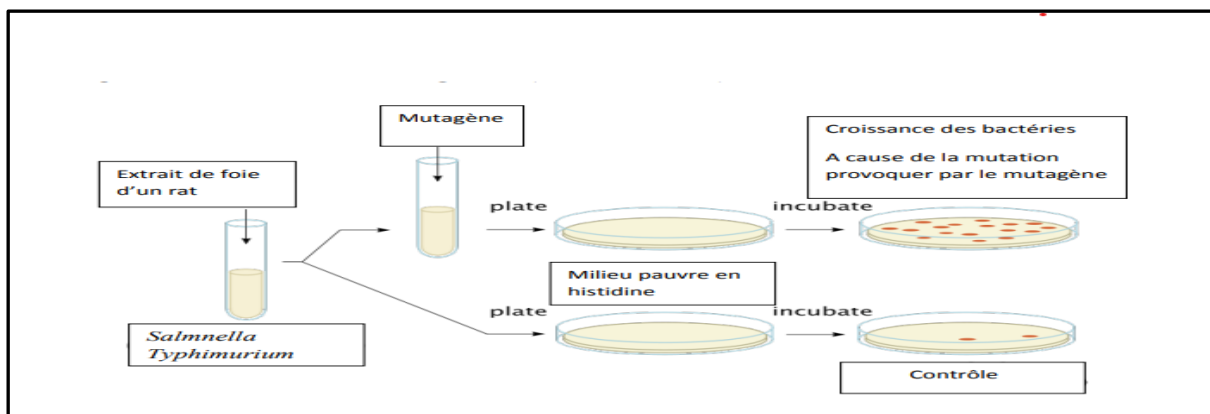 Mutagène
Croissance des bactéries
A cause de la mutation
provoquer par le mutagène
Extrait de foie
d'un rat
plate
incubate
Milieu pauvre en
histidine
plate
incubate
Salmnella
Typhimurium
Contrôle